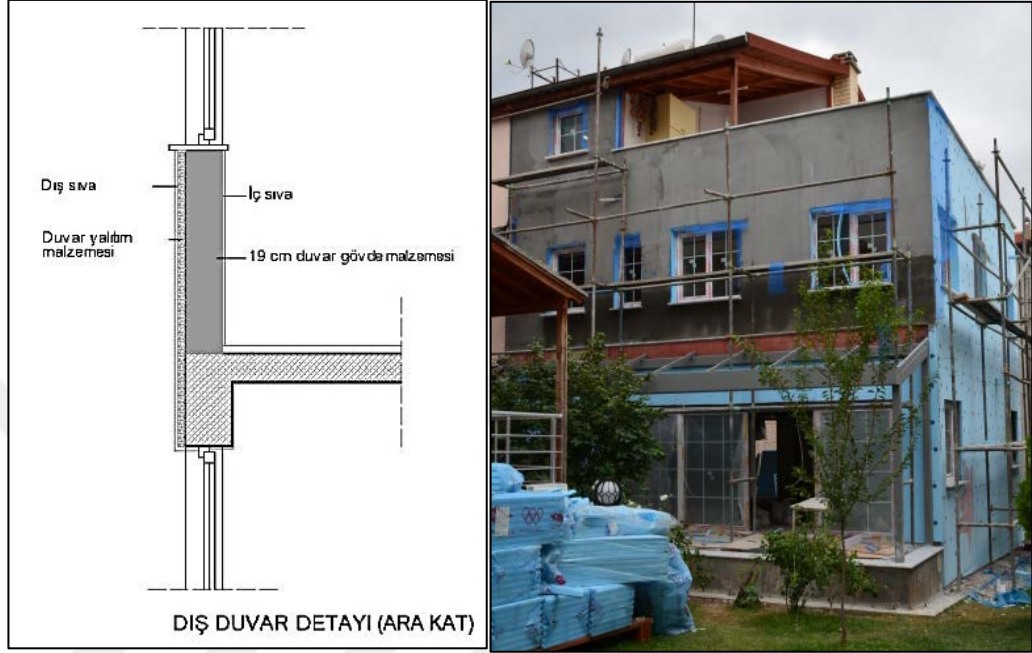 Dış sıva
İç sıva
Duvar yalıtım
malzemesi
19 cm duvar gövde malzemesi
DIŞ DUVAR DETAYI (ARA KAT)